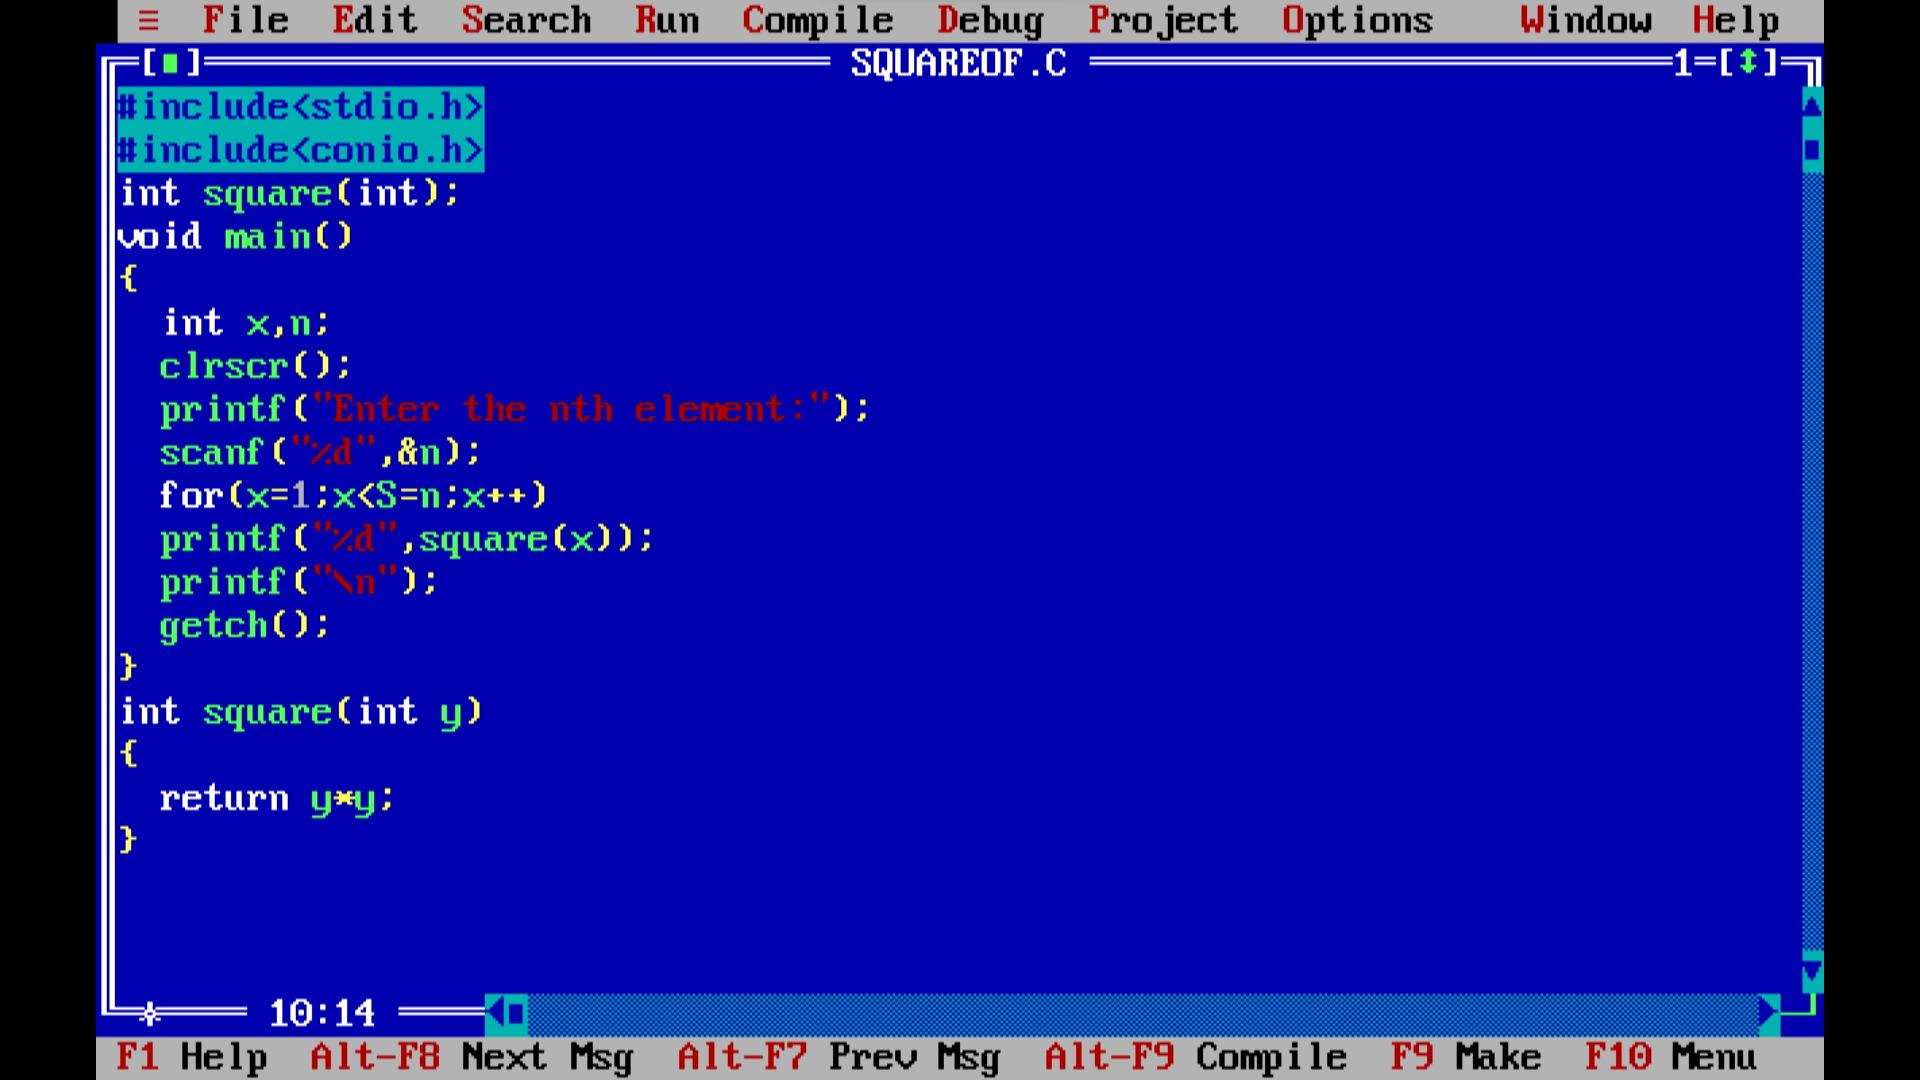 ≡ File Edit Search Run Compile Debug Project Options Window Help
[■] SQUAREOF.C 1=[↕]
#include<stdio.h>
#include<conio.h>
int square(int);
void main()
{
int x,n;
clrscr();
printf("Enter the nth element:");
scanf("%d",&n);
for(x=1;x<S=n;x++)
printf("%d",square(x));
printf("\n");
getch();
}
int square(int y)
{
return y*y;
}
10:14
F1 Help Alt-F8 Next Msg Alt-F7 Prev Msg Alt-F9 Compile F9 Make F10 Menu